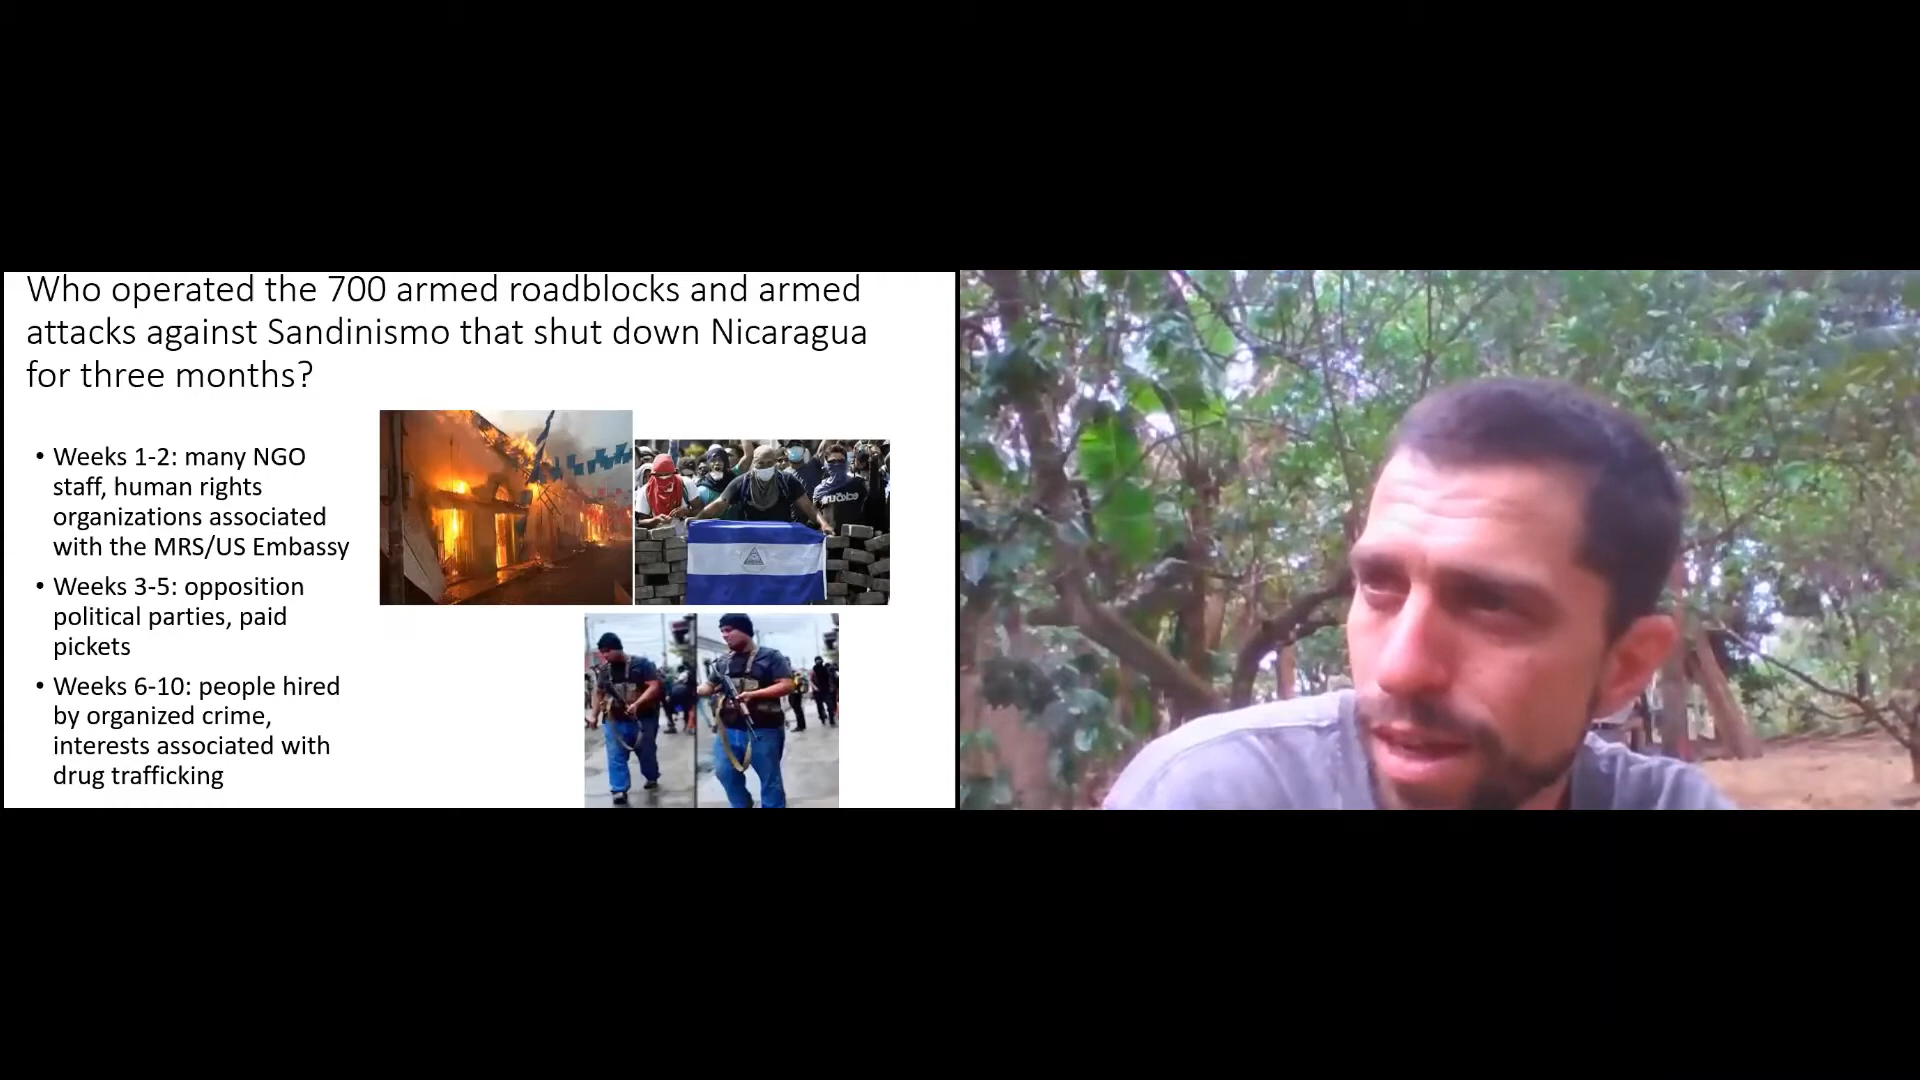 Who operated the 700 armed roadblocks and armed
attacks against Sandinismo that shut down Nicaragua
for three months?
• Weeks 1-2: many NGO
staff, human rights
organizations associated
with the MRS/US Embassy
• Weeks 3-5: opposition
political parties, paid
pickets
• Weeks 6-10: people hired
by organized crime,
interests associated with
drug trafficking